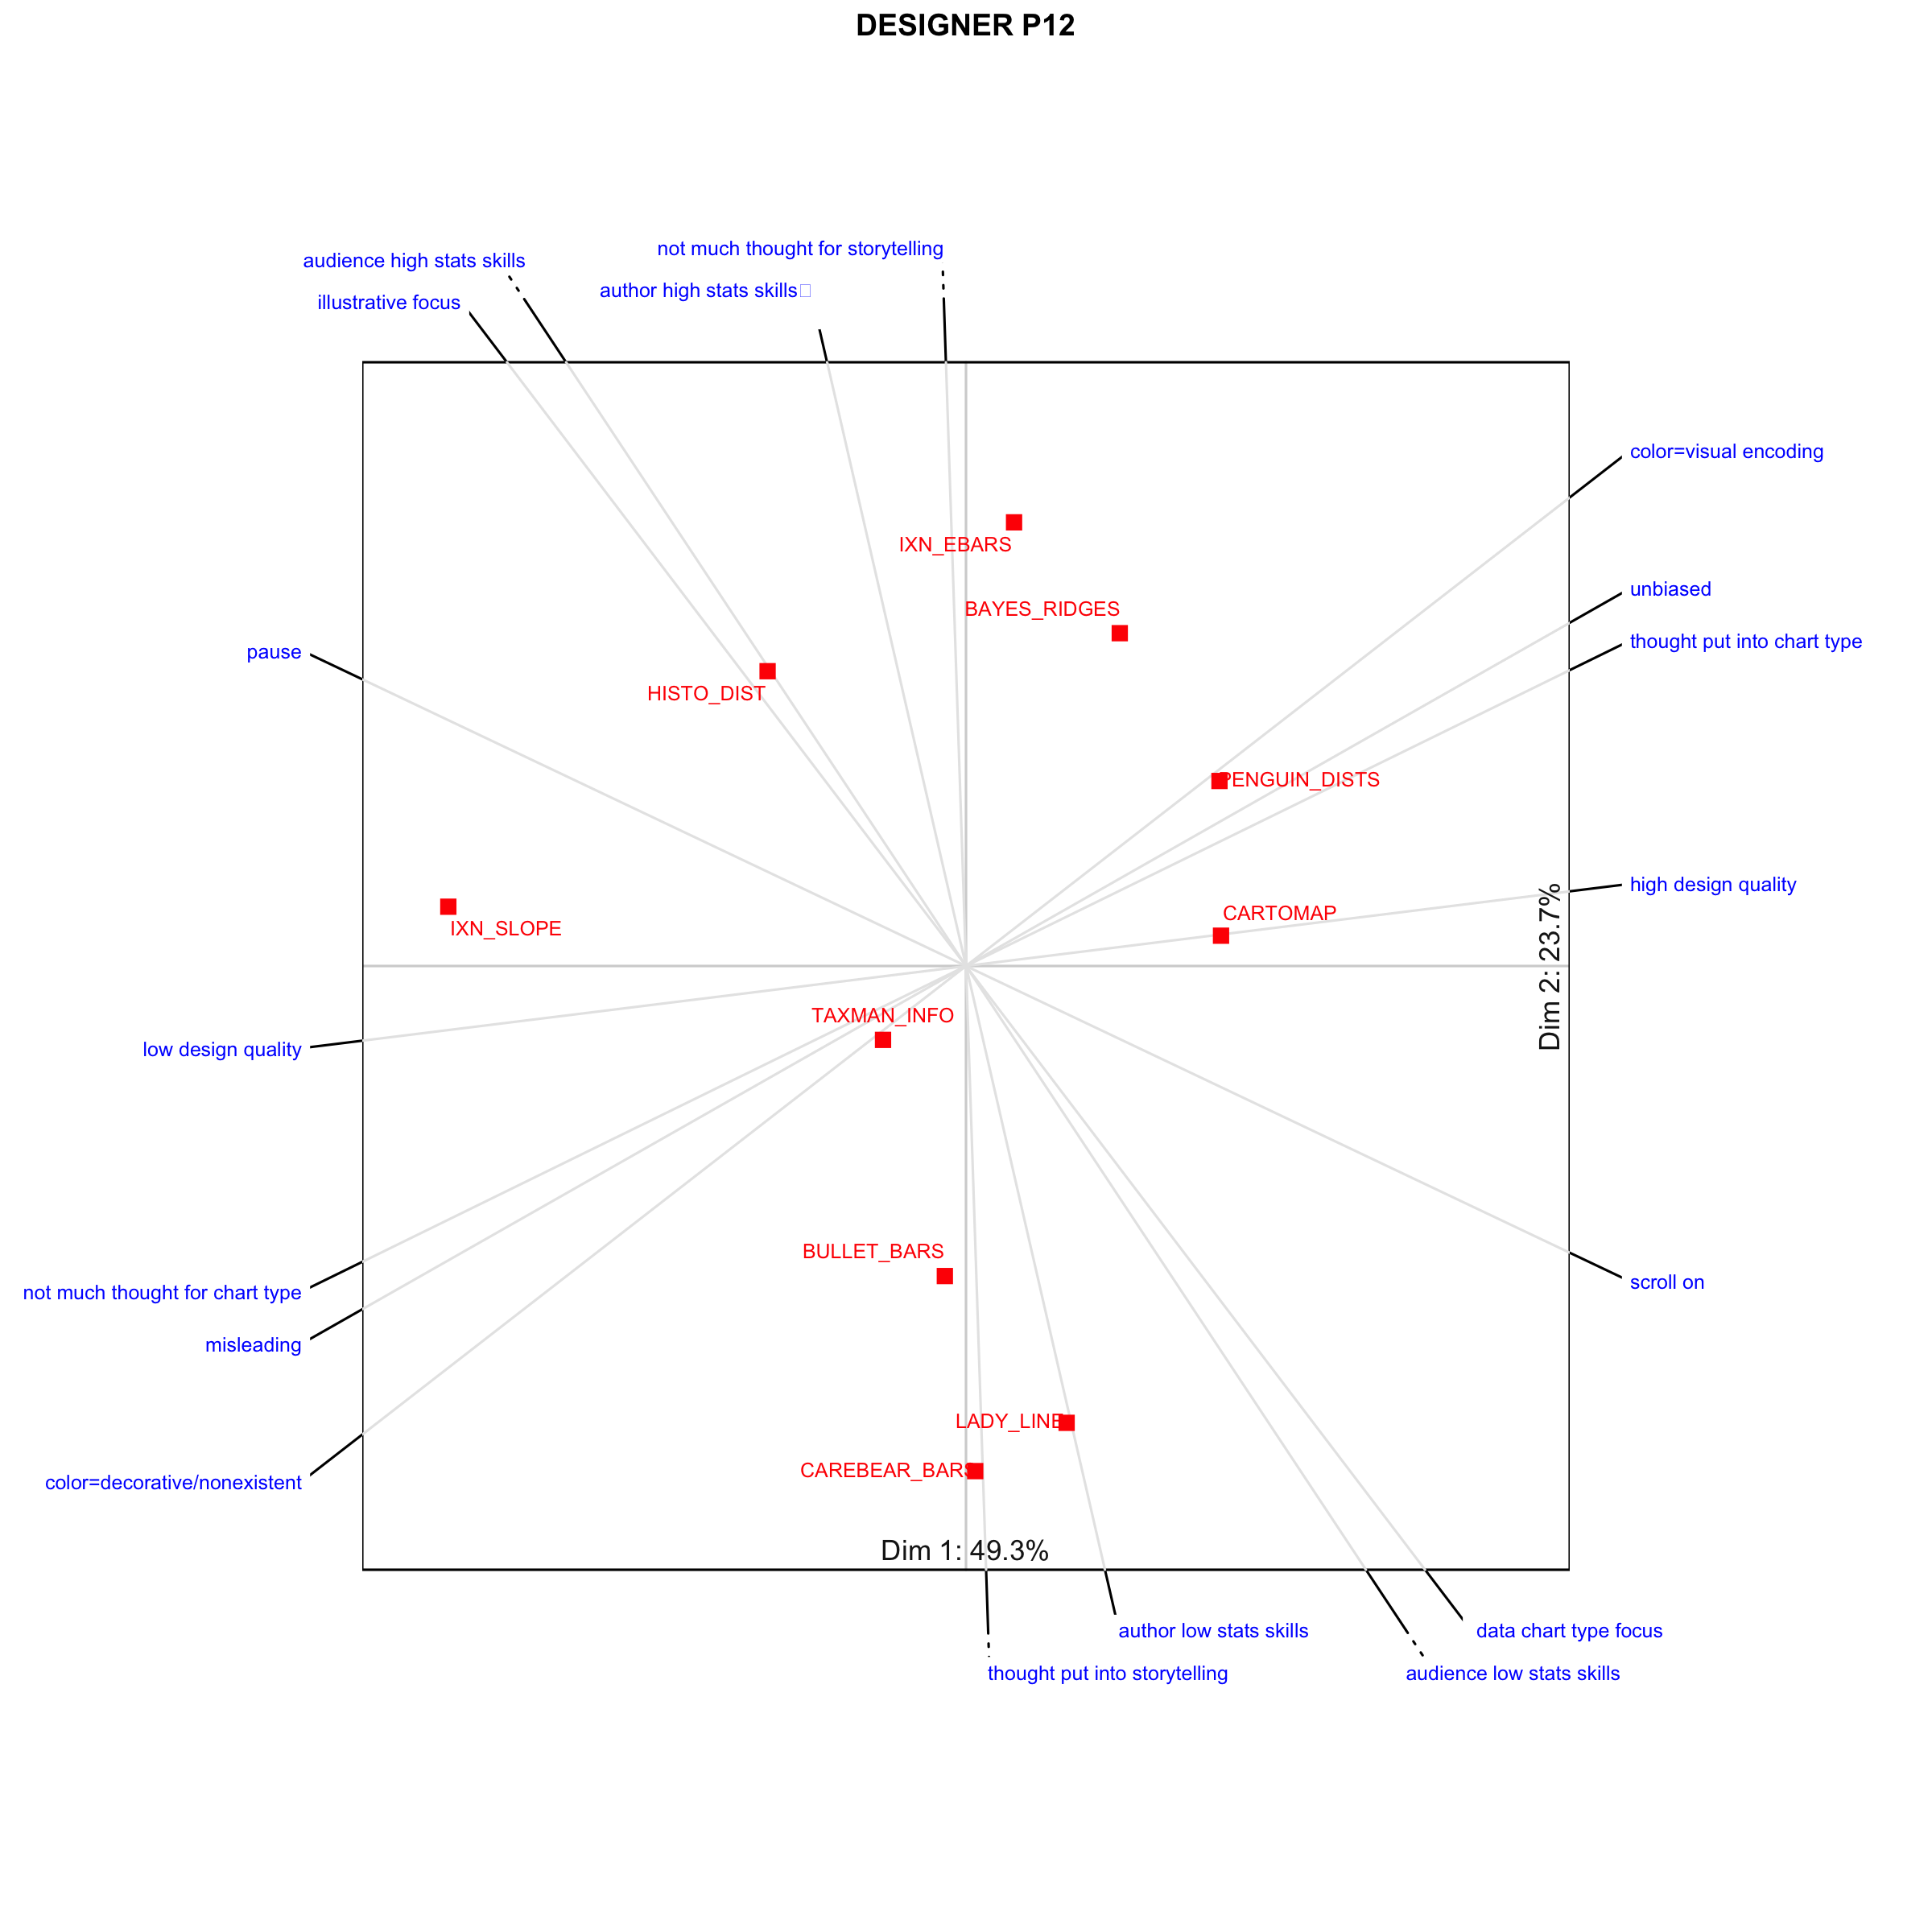 DESIGNER P12
not much thought for storytelling
audience high stats skills
author high stats skills
illustrative focus
color=visual encoding
IXN_EBARS
unbiased
BAYES_RIDGES
thought put into chart type
pause
HISTO_DIST
PENGUIN_DISTS
high design quality
CARTOMAP
IXN_SLOPE
Dim 2: 23.7%
TAXMAN_INFO
low design quality
BULLET_BARS
scroll on
not much thought for chart type
misleading
LADY_LINE
CAREBEAR_BARS
color=decorative/nonexistent
Dim 1: 49.3%
author low stats skills
data chart type focus
thought put into storytelling
audience low stats skills